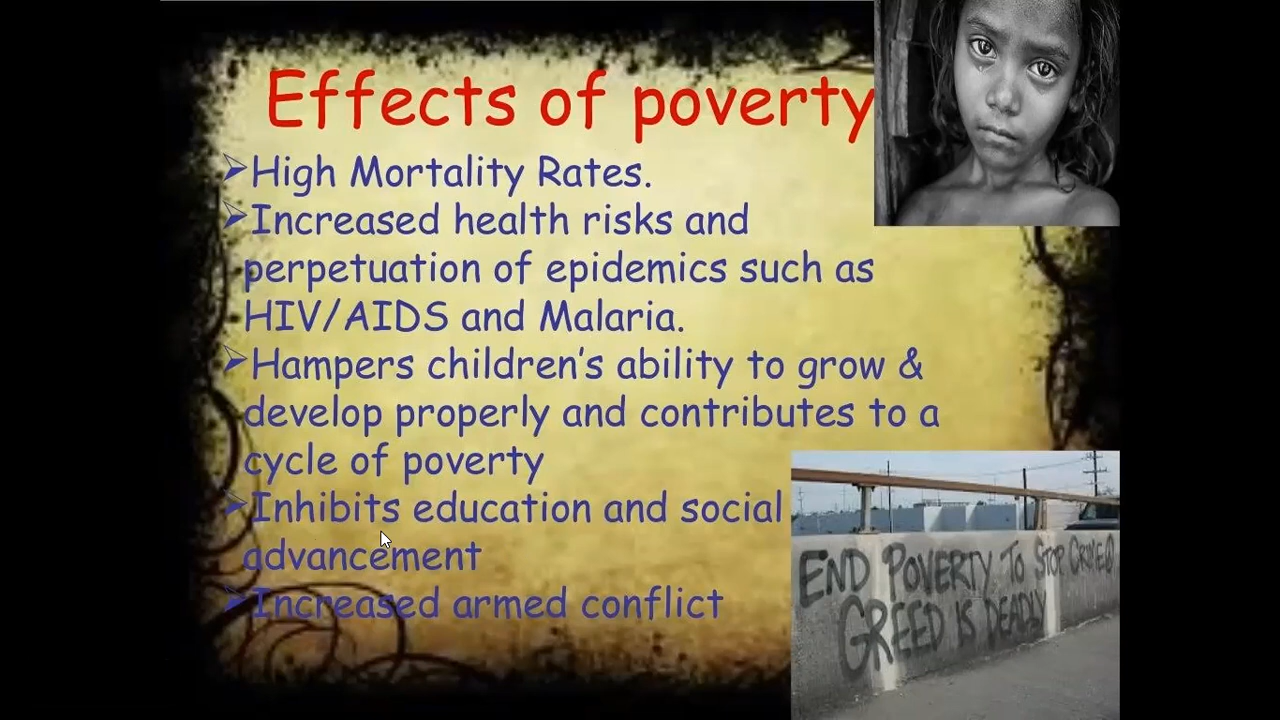 Effects of poverty
➢High Mortality Rates.
➢Increased health risks and
perpetuation of epidemics such as
HIV/AIDS and Malaria.
➢Hampers children's ability to grow &
develop properly and contributes to a
cycle of poverty
➢Inhibits education and social
advancement
➢Increased armed conflict
END POVERTY TO STOP CRIME
GREED IS DEADLY